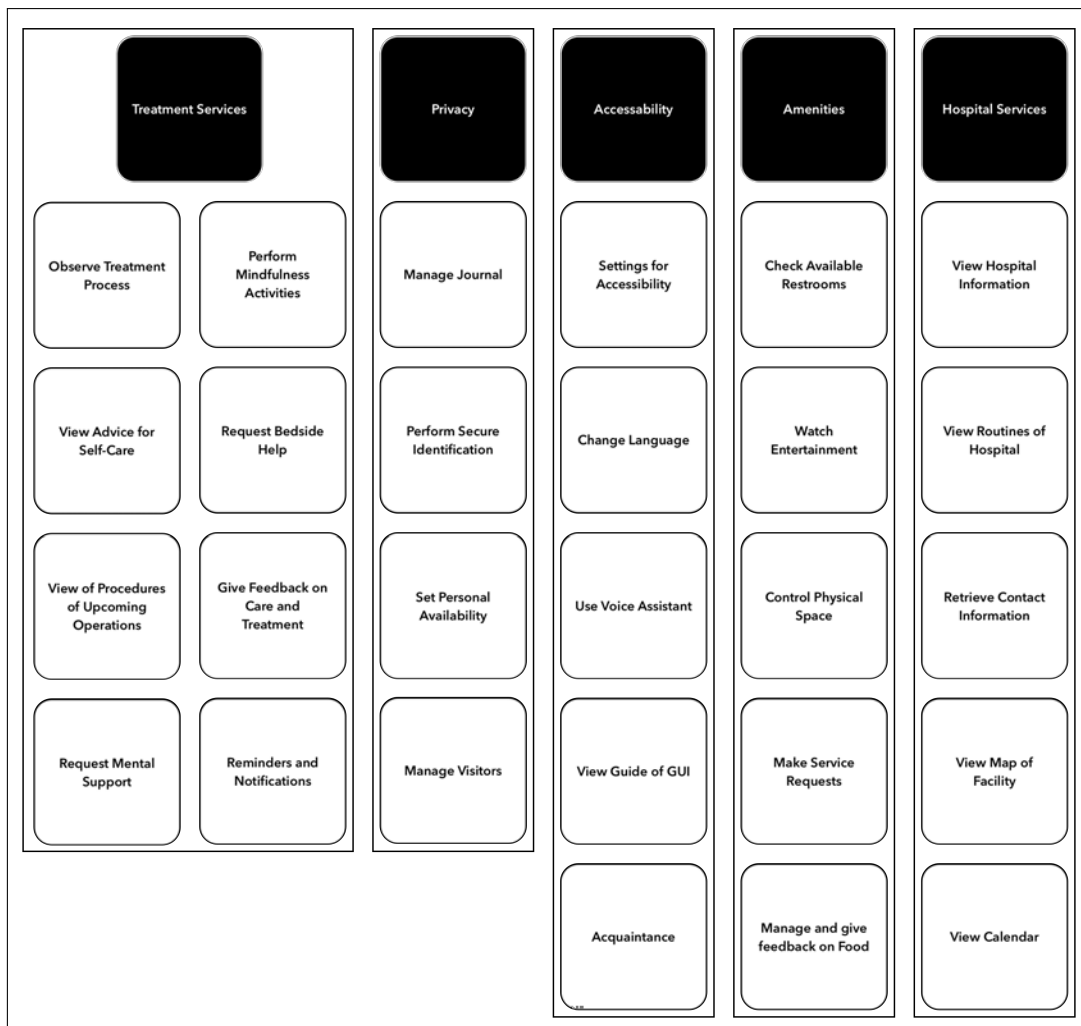 Treatment Services
Observe Treatment
Process
Perform
Mindfulness
Activities
View Advice for
Self-Care
Request Bedside
Help
View of Procedures
of Upcoming
Operations
Give Feedback on
Care and
Treatment
Request Mental
Support
Reminders and
Notifications
Privacy
Manage Journal
Perform Secure
Identification
Set Personal
Availability
Manage Visitors
Accessability
Settings for
Accessibility
Change Language
Use Voice Assistant
View Guide of GUI
Acquaintance
Amenities
Check Available
Restrooms
Watch
Entertainment
Control Physical
Space
Make Service
Requests
Manage and give
feedback on Food
Hospital Services
View Hospital
Information
View Routines of
Hospital
Retrieve Contact
Information
View Map of
Facility
View Calendar